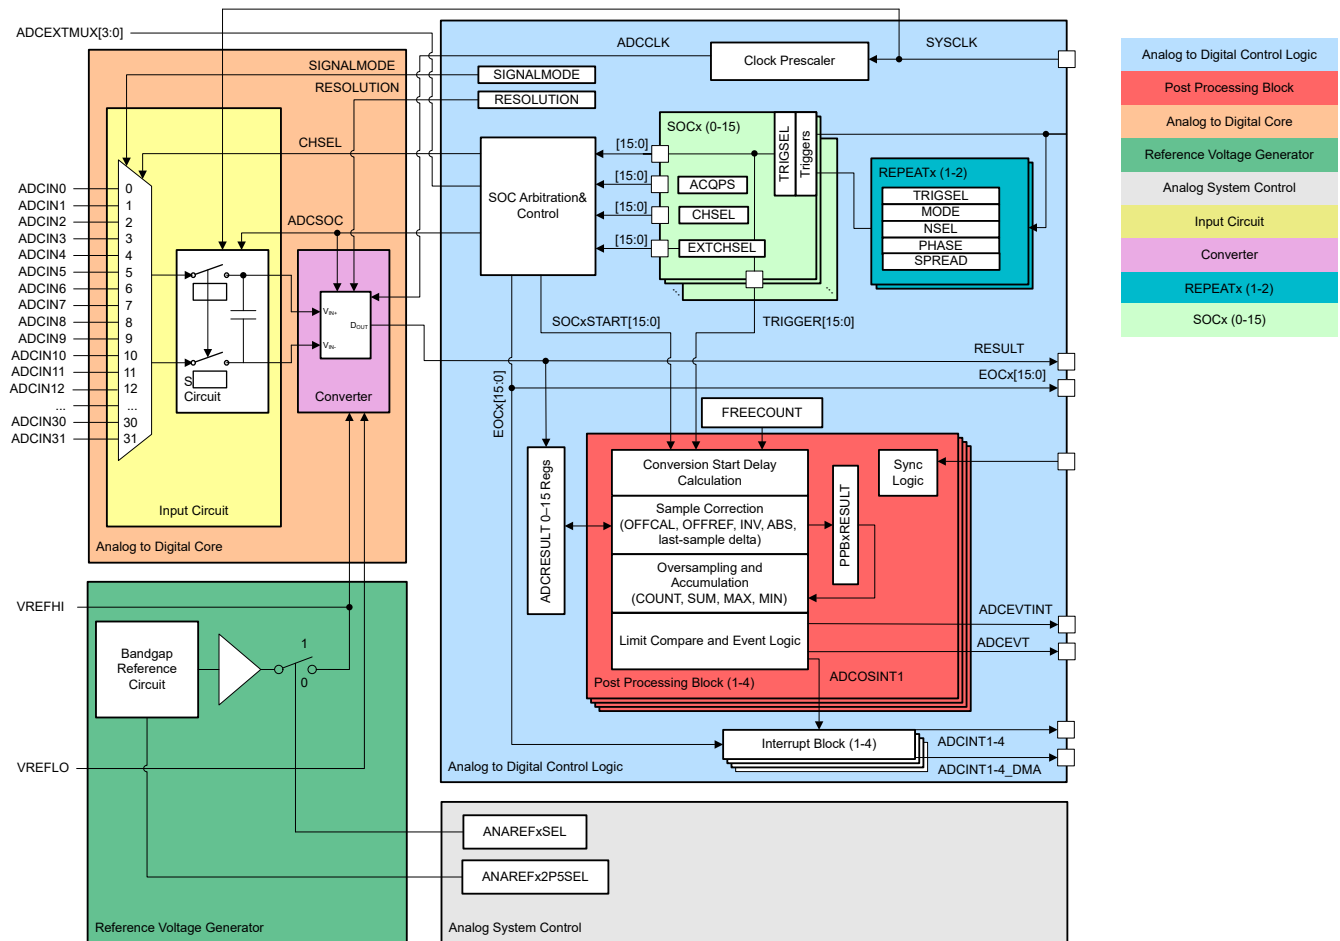 ADCEXTMUX[3:0]
ADCCLK
SYSCLK
Clock Prescaler
SIGNALMODE
SIGNALMODE
RESOLUTION
RESOLUTION
CHSEL
ADCSOC
SOC Arbitration&
Control
[15:0]
[15:0]
[15:0]
[15:0]
SOCx (0-15)
TRIGSEL
Triggers
ACQPS
CHSEL
EXTCHSEL
REPEATx (1-2)
TRIGSEL
MODE
NSEL
PHASE
SPREAD
ADCIN0
ADCIN1
ADCIN2
ADCIN3
ADCIN4
ADCIN5
ADCIN6
ADCIN7
ADCIN8
ADCIN9
ADCIN10
ADCIN11
ADCIN12
...
ADCIN30
ADCIN31
0
1
2
3
4
5
6
7
8
9
10
11
12
...
30
31
S
Circuit
VIN+
VIN-
DOUT
Converter
Input Circuit
Analog to Digital Core
SOCxSTART[15:0]
TRIGGER[15:0]
RESULT
EOCx[15:0]
EOCx[15:0]
FREECOUNT
ADCRESULT 0–15 Regs
Conversion Start Delay
Calculation
Sample Correction
(OFFCAL, OFFREF, INV, ABS,
last-sample delta)
Oversampling and
Accumulation
(COUNT, SUM, MAX, MIN)
Limit Compare and Event Logic
PPBxRESULT
Sync
Logic
Post Processing Block (1-4)
ADCEVTINT
ADCEVT
ADCOSINT1
Interrupt Block (1-4)
ADCINT1-4
ADCINT1-4_DMA
Analog to Digital Control Logic
VREFHI
Bandgap
Reference
Circuit
1
0
VREFLO
Reference Voltage Generator
ANAREFxSEL
ANAREFx2P5SEL
Analog System Control
Analog to Digital Control Logic
Post Processing Block
Analog to Digital Core
Reference Voltage Generator
Analog System Control
Input Circuit
Converter
REPEATx (1-2)
SOCx (0-15)